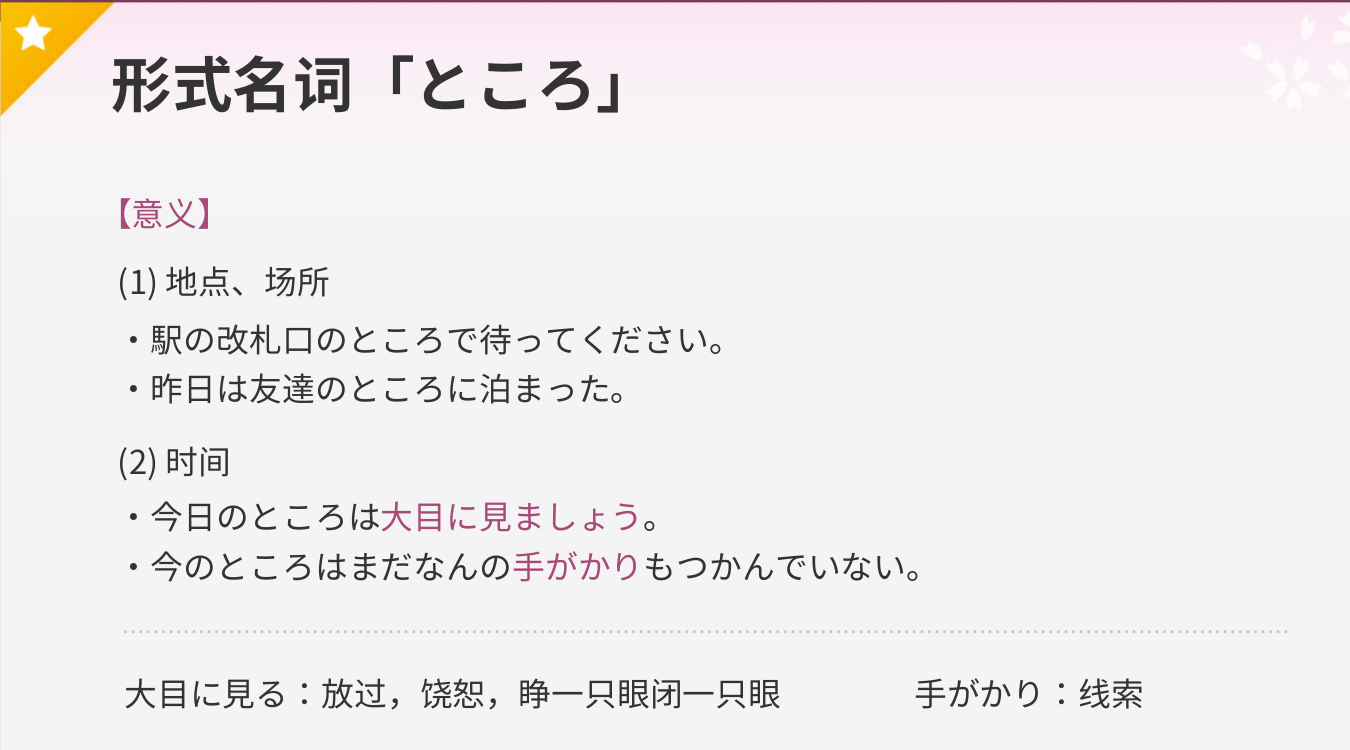 形式名词「ところ」
【意义】
(1) 地点、场所
・駅の改札口のところで待ってください。
・昨日は友達のところに泊まった。
(2) 时间
・今日のところは大目に見ましょう。
・今のところはまだなんの手がかりもつかんでいない。
大目に見る：放过，饶恕，睁一只眼闭一只眼 手がかり：线索